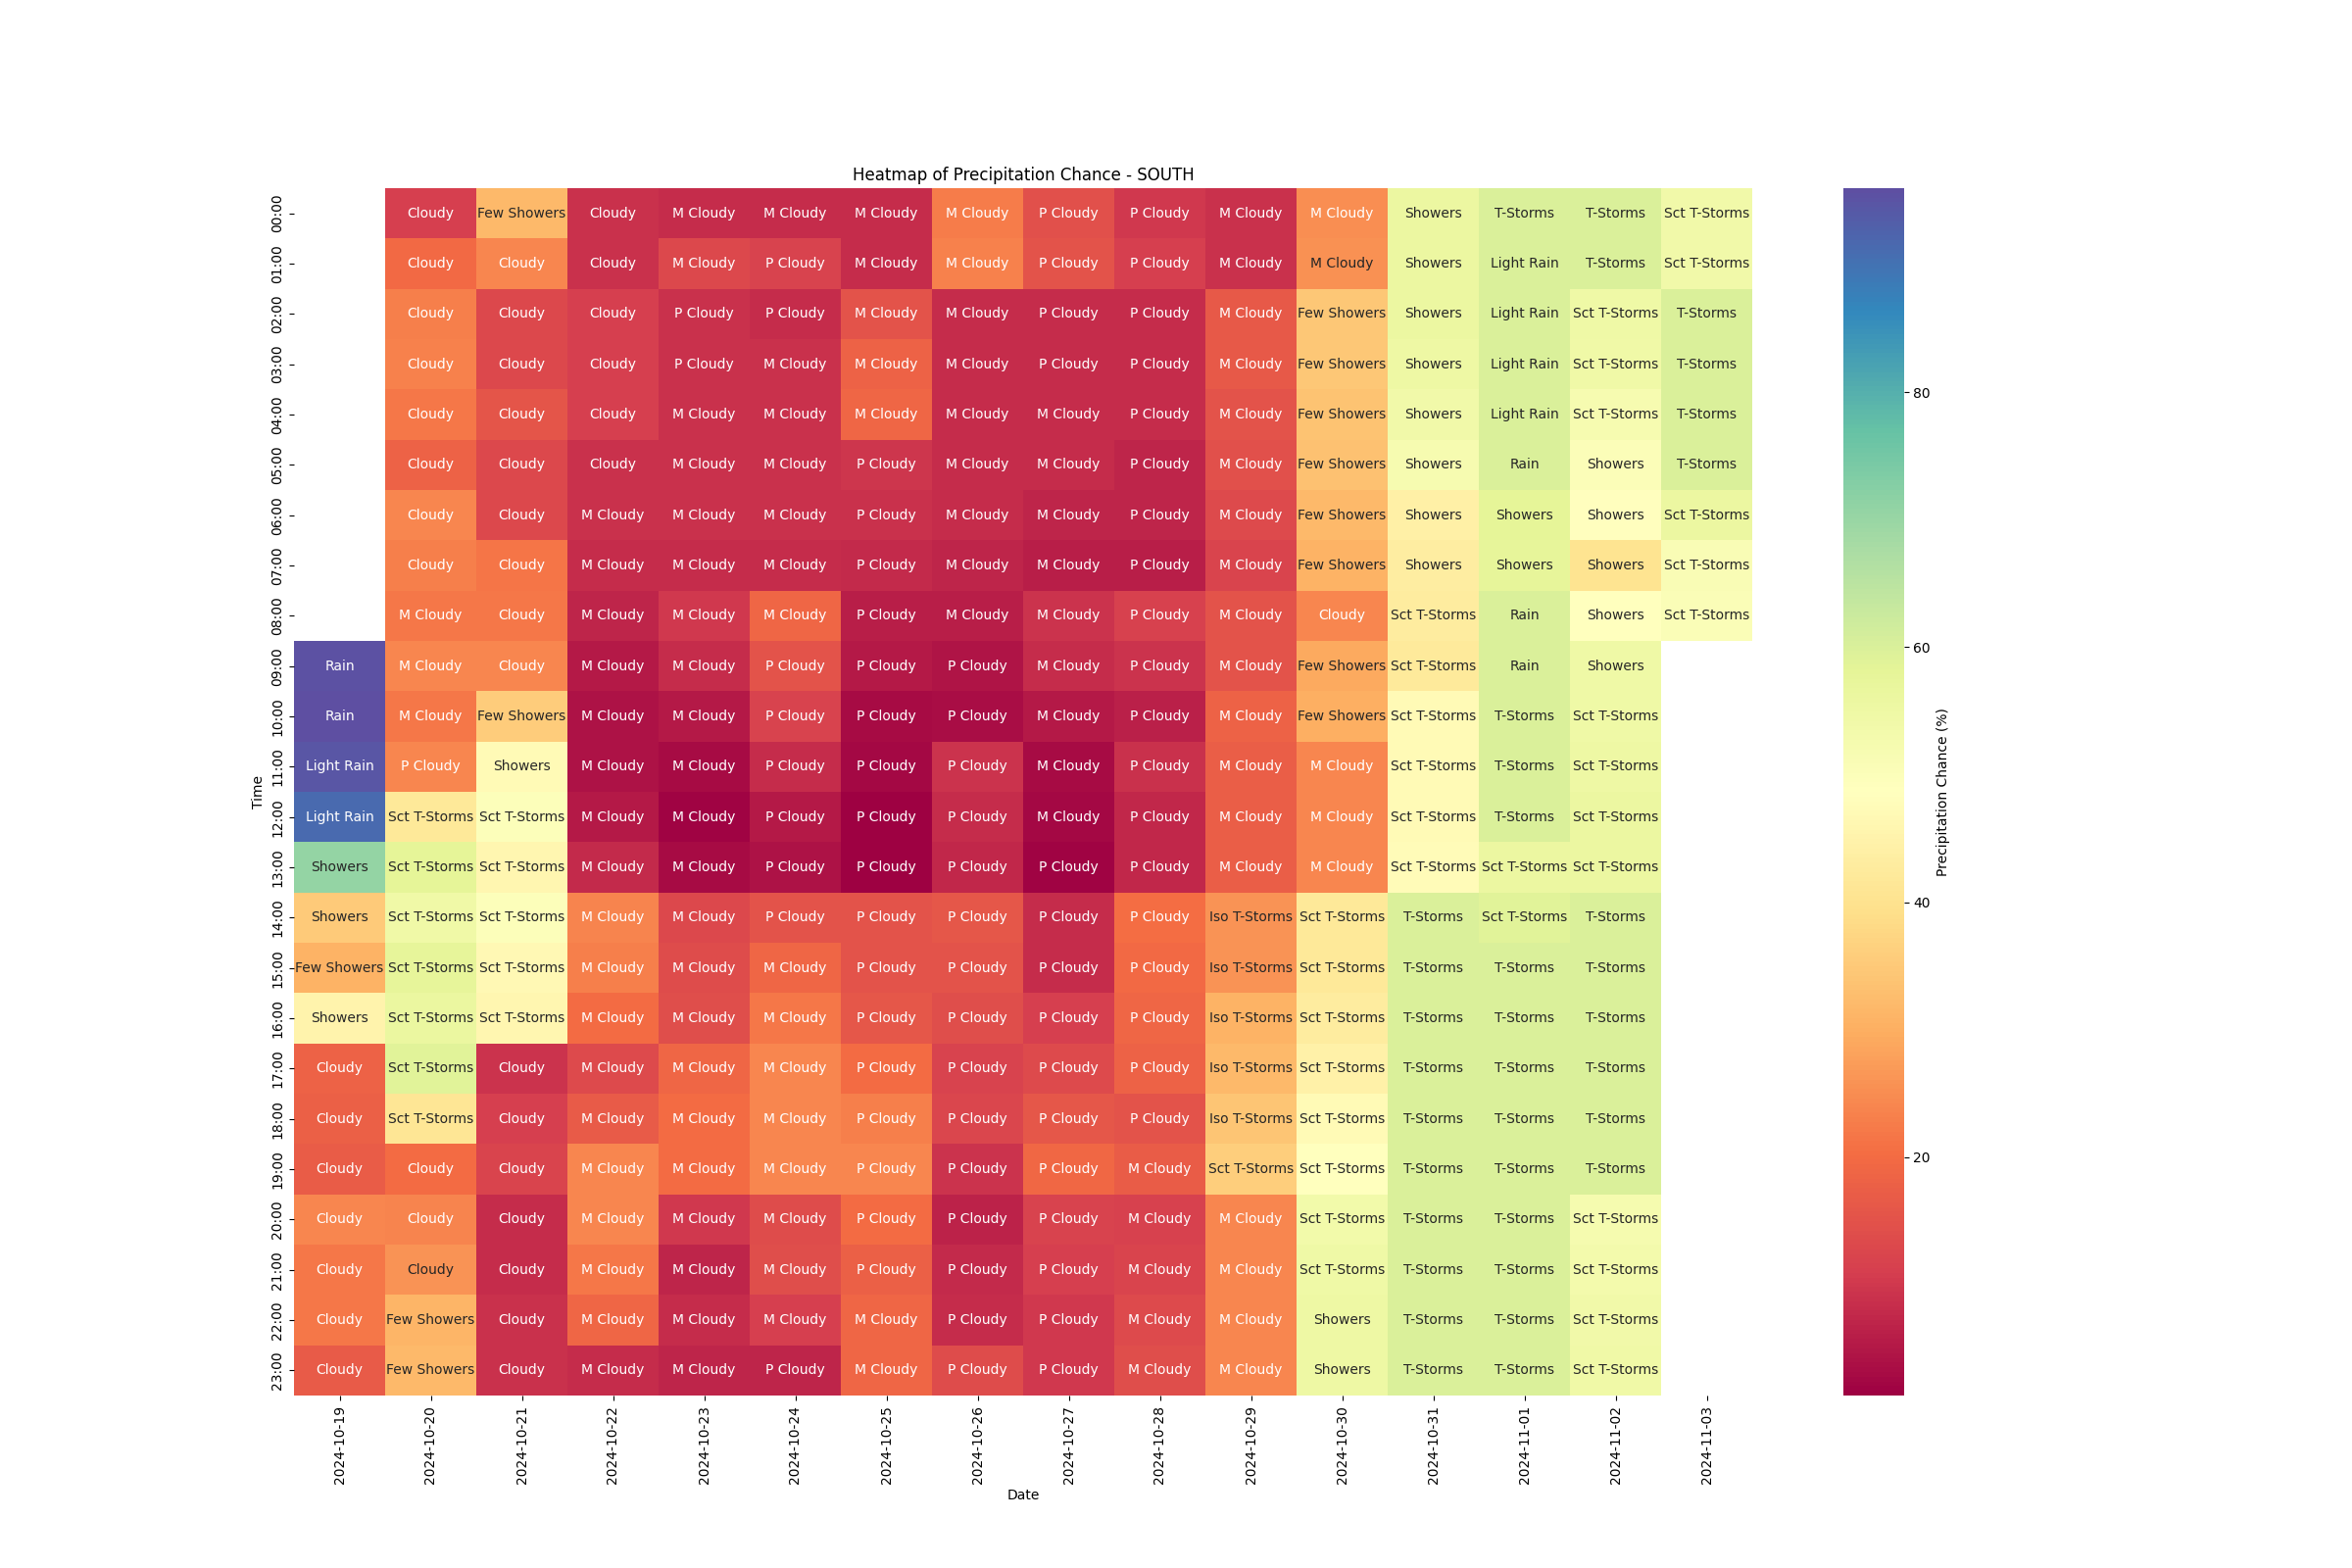 Heatmap of Precipitation Chance - SOUTH
00:00 Cloudy Few Showers Cloudy M Cloudy M Cloudy M Cloudy M Cloudy P Cloudy P Cloudy M Cloudy M Cloudy Showers T-Storms T-Storms Sct T-Storms
01:00 Cloudy Cloudy Cloudy M Cloudy P Cloudy M Cloudy M Cloudy P Cloudy P Cloudy M Cloudy M Cloudy Showers Light Rain T-Storms Sct T-Storms
02:00 Cloudy Cloudy Cloudy P Cloudy P Cloudy M Cloudy M Cloudy P Cloudy P Cloudy M Cloudy Few Showers Showers Light Rain Sct T-Storms T-Storms
03:00 Cloudy Cloudy Cloudy P Cloudy M Cloudy M Cloudy M Cloudy P Cloudy P Cloudy M Cloudy Few Showers Showers Light Rain Sct T-Storms T-Storms
04:00 Cloudy Cloudy Cloudy M Cloudy M Cloudy M Cloudy M Cloudy M Cloudy P Cloudy M Cloudy Few Showers Showers Light Rain Sct T-Storms T-Storms
05:00 Cloudy Cloudy Cloudy M Cloudy M Cloudy P Cloudy M Cloudy M Cloudy P Cloudy M Cloudy Few Showers Showers Rain Showers T-Storms
06:00 Cloudy Cloudy M Cloudy M Cloudy M Cloudy P Cloudy M Cloudy M Cloudy P Cloudy M Cloudy Few Showers Showers Showers Showers Sct T-Storms
07:00 Cloudy Cloudy M Cloudy M Cloudy M Cloudy P Cloudy M Cloudy M Cloudy P Cloudy M Cloudy Few Showers Showers Showers Showers Sct T-Storms
08:00 M Cloudy Cloudy M Cloudy M Cloudy M Cloudy P Cloudy M Cloudy M Cloudy P Cloudy M Cloudy Cloudy Sct T-Storms Rain Showers Sct T-Storms
09:00 Rain M Cloudy Cloudy M Cloudy M Cloudy P Cloudy P Cloudy P Cloudy M Cloudy P Cloudy M Cloudy Few Showers Sct T-Storms Rain Showers
10:00 Rain M Cloudy Few Showers M Cloudy M Cloudy P Cloudy P Cloudy P Cloudy M Cloudy P Cloudy M Cloudy Few Showers Sct T-Storms T-Storms Sct T-Storms
11:00 Light Rain P Cloudy Showers M Cloudy M Cloudy P Cloudy P Cloudy P Cloudy M Cloudy P Cloudy M Cloudy M Cloudy Sct T-Storms T-Storms Sct T-Storms
12:00 Light Rain Sct T-Storms Sct T-Storms M Cloudy M Cloudy P Cloudy P Cloudy P Cloudy M Cloudy P Cloudy M Cloudy M Cloudy Sct T-Storms T-Storms Sct T-Storms
13:00 Showers Sct T-Storms Sct T-Storms M Cloudy M Cloudy P Cloudy P Cloudy P Cloudy P Cloudy P Cloudy M Cloudy M Cloudy Sct T-Storms Sct T-Storms Sct T-Storms
14:00 Showers Sct T-Storms Sct T-Storms M Cloudy M Cloudy P Cloudy P Cloudy P Cloudy P Cloudy P Cloudy Iso T-Storms Sct T-Storms T-Storms Sct T-Storms T-Storms
15:00 Few Showers Sct T-Storms Sct T-Storms M Cloudy M Cloudy M Cloudy P Cloudy P Cloudy P Cloudy P Cloudy Iso T-Storms Sct T-Storms T-Storms T-Storms T-Storms
16:00 Showers Sct T-Storms Sct T-Storms M Cloudy M Cloudy M Cloudy P Cloudy P Cloudy P Cloudy P Cloudy Iso T-Storms Sct T-Storms T-Storms T-Storms T-Storms
17:00 Cloudy Sct T-Storms Cloudy M Cloudy M Cloudy M Cloudy P Cloudy P Cloudy P Cloudy P Cloudy Iso T-Storms Sct T-Storms T-Storms T-Storms T-Storms
18:00 Cloudy Sct T-Storms Cloudy M Cloudy M Cloudy M Cloudy P Cloudy P Cloudy P Cloudy P Cloudy Iso T-Storms Sct T-Storms T-Storms T-Storms T-Storms
19:00 Cloudy Cloudy Cloudy M Cloudy M Cloudy M Cloudy P Cloudy P Cloudy P Cloudy M Cloudy Sct T-Storms Sct T-Storms T-Storms T-Storms T-Storms
20:00 Cloudy Cloudy Cloudy M Cloudy M Cloudy M Cloudy P Cloudy P Cloudy P Cloudy M Cloudy M Cloudy Sct T-Storms T-Storms T-Storms Sct T-Storms
21:00 Cloudy Cloudy Cloudy M Cloudy M Cloudy M Cloudy P Cloudy P Cloudy P Cloudy M Cloudy M Cloudy Sct T-Storms T-Storms T-Storms Sct T-Storms
22:00 Cloudy Few Showers Cloudy M Cloudy M Cloudy M Cloudy M Cloudy P Cloudy P Cloudy M Cloudy M Cloudy Showers T-Storms T-Storms Sct T-Storms
23:00 Cloudy Few Showers Cloudy M Cloudy M Cloudy P Cloudy M Cloudy P Cloudy P Cloudy M Cloudy M Cloudy Showers T-Storms T-Storms Sct T-Storms
Time
2024-10-19 2024-10-20 2024-10-21 2024-10-22 2024-10-23 2024-10-24 2024-10-25 2024-10-26 2024-10-27 2024-10-28 2024-10-29 2024-10-30 2024-10-31 2024-11-01 2024-11-02 2024-11-03
Date
80
60
40
20
Precipitation Chance (%)